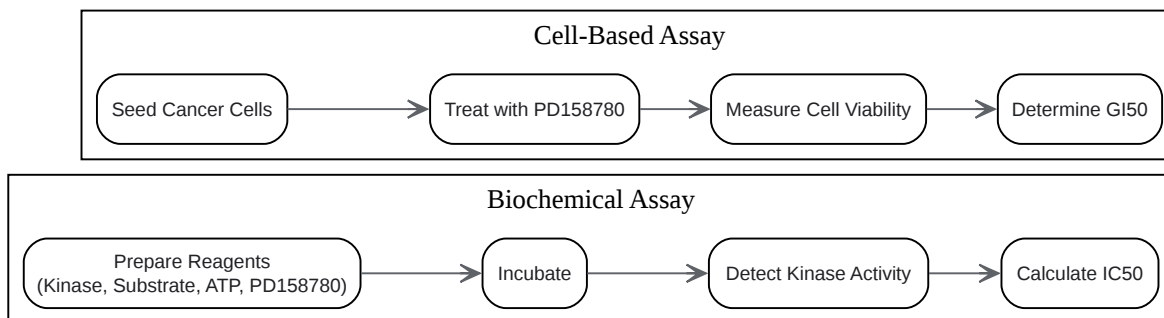 Cell-Based Assay
Seed Cancer Cells
Treat with PD158780
Measure Cell Viability
Determine GI50
Biochemical Assay
Prepare Reagents
(Kinase, Substrate, ATP, PD158780)
Incubate
Detect Kinase Activity
Calculate IC50